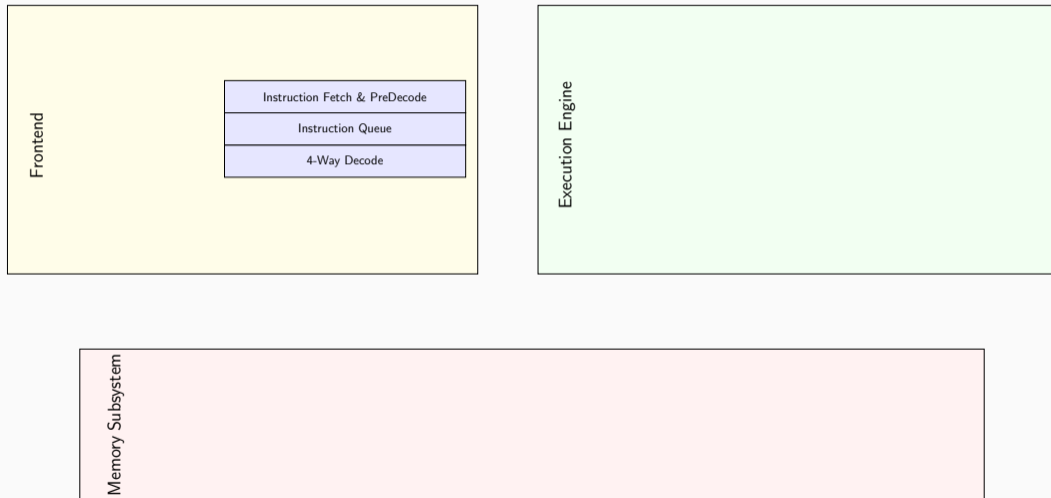 Frontend
Instruction Fetch & PreDecode
Instruction Queue
4-Way Decode
Execution Engine
Memory Subsystem